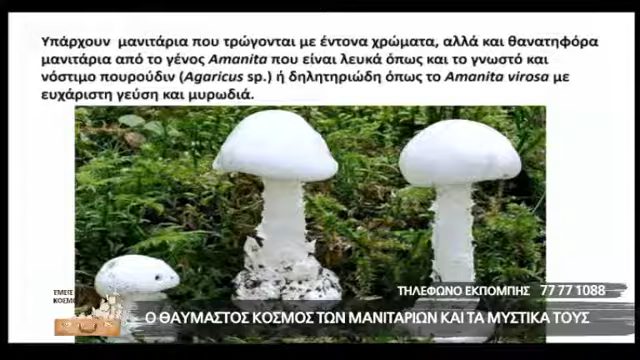 Υπάρχουν μανιτάρια που τρώγονται με έντονα χρώματα, αλλά και θανατηφόρα
μανιτάρια από το γένος Amanita που είναι λευκά όπως και το γνωστό και
νόστιμο πουρούδιν (Agaricus sp.) ή δηλητηριώδη όπως το Amanita virosa με
ευχάριστη γεύση και μυρωδιά.
ΤΗΛΕΦΩΝΟ ΕΚΠΟΜΠΗΣ 77 77 1088
Ο ΘΑΥΜΑΣΤΟΣ ΚΟΣΜΟΣ ΤΩΝ ΜΑΝΙΤΑΡΙΩΝ ΚΑΙ ΤΑ ΜΥΣΤΙΚΑ ΤΟΥΣ